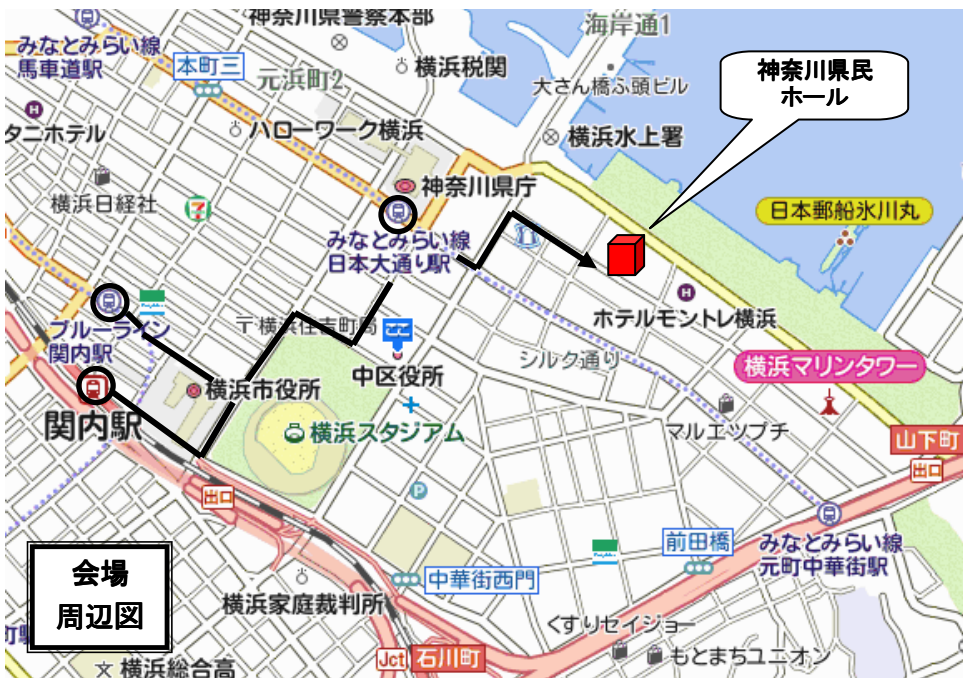 神奈川県警察本部
海岸通1
みなとみらい線
馬車道駅
本町三
元浜町2
横浜税関
大さん橋ふ頭ビル
神奈川県民
ホール
タニホテル
ハローワーク横浜
横浜水上署
横浜日経社
7
神奈川県庁
日本郵船氷川丸
みなとみらい線
日本大通り駅
ブルーライン
関内駅
〒横浜住吉町局
ホテルモントレ横浜
中区役所
シルク通り
横浜市役所
横浜マリンタワー
関内駅
横浜スタジアム
マルエツプチ
山下町
出口
出口
P
会場
周辺図
前田橋
みなとみらい線
元町中華街駅
中華街西門
横浜家庭裁判所
くすりセイジョー
Jct
石川町
もとまちユニオン
町駅
横浜総合高